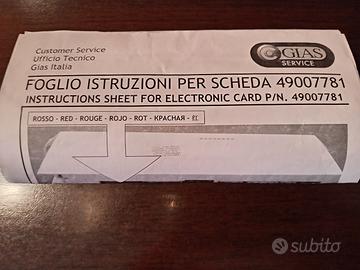 Customer Service
Ufficio Tecnico
Gias Italia
GIAS
SERVICE
FOGLIO ISTRUZIONI PER SCHEDA 49007781
INSTRUCTIONS SHEET FOR ELECTRONIC CARD P/N. 49007781
ROSSO - RED - ROUGE - ROJO - ROT - КРАСНАЯ - 红
subito